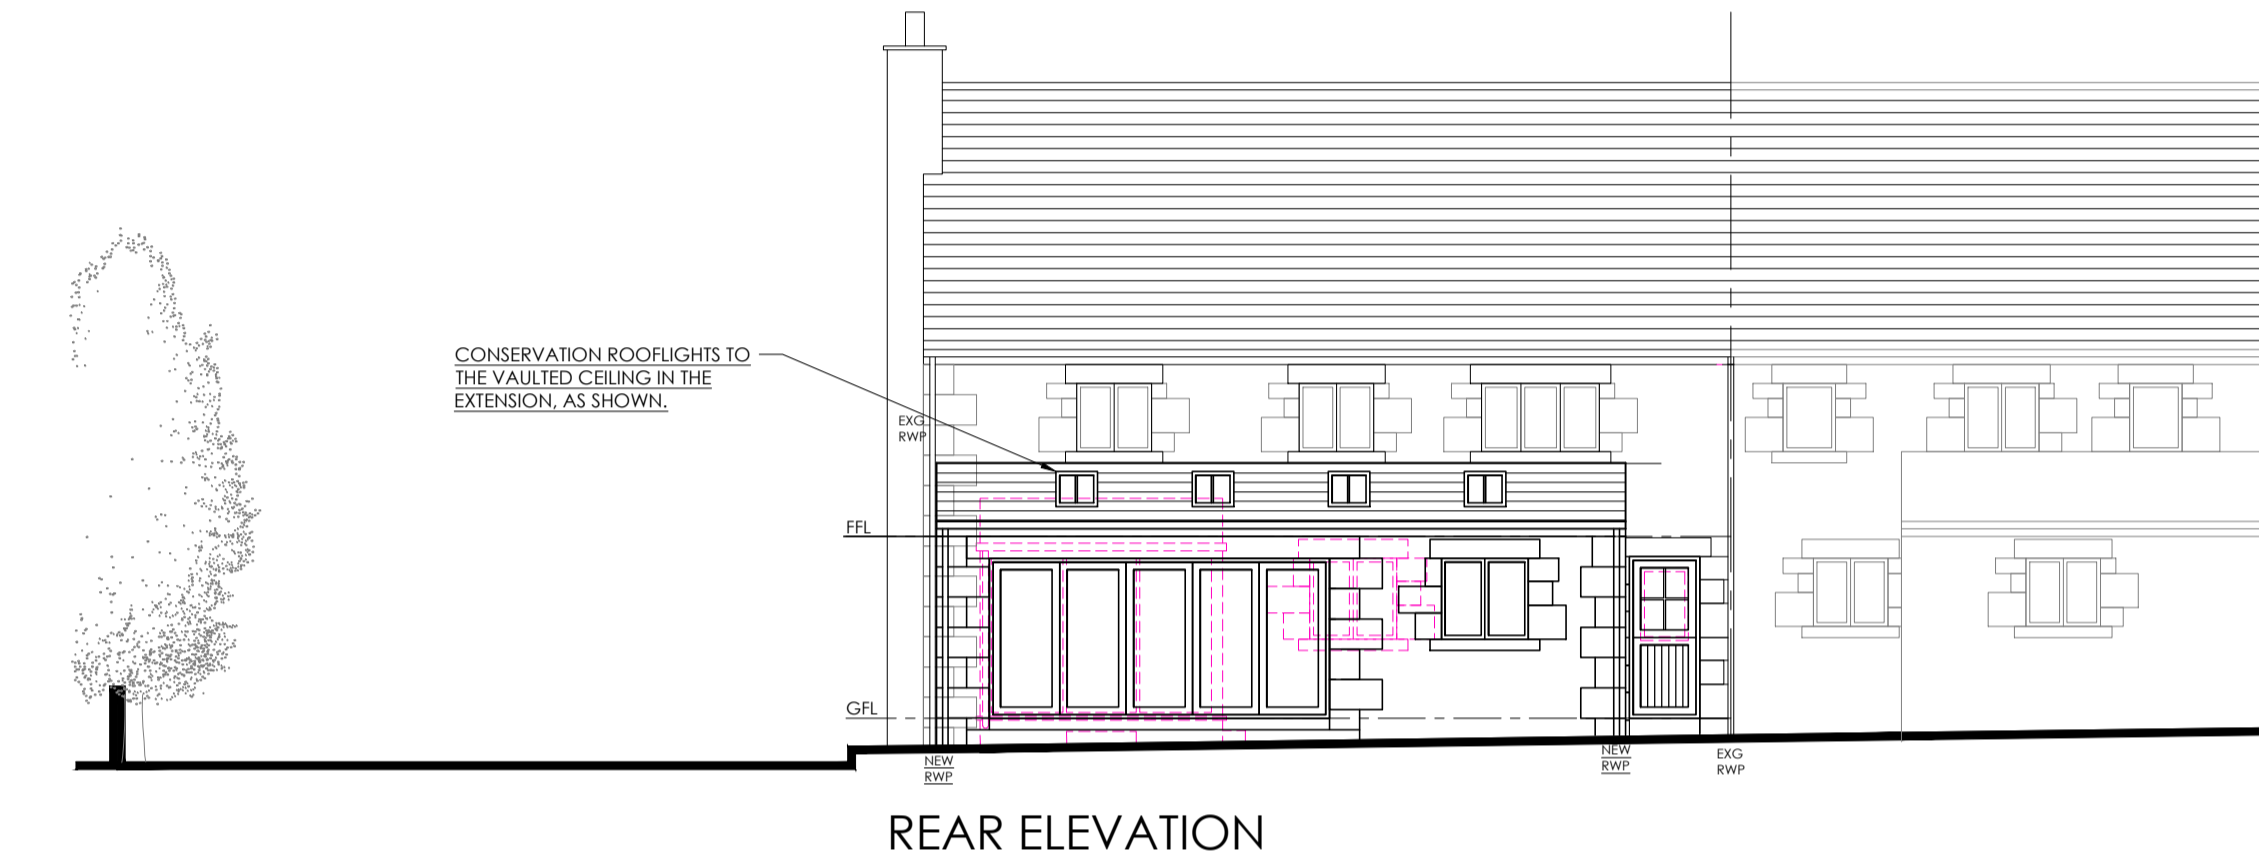 CONSERVATION ROOFLIGHTS TO
THE VAULTED CEILING IN THE
EXTENSION, AS SHOWN.
EXG
RWP
FFL
GFL
NEW
RWP
NEW
RWP
EXG
RWP
REAR ELEVATION